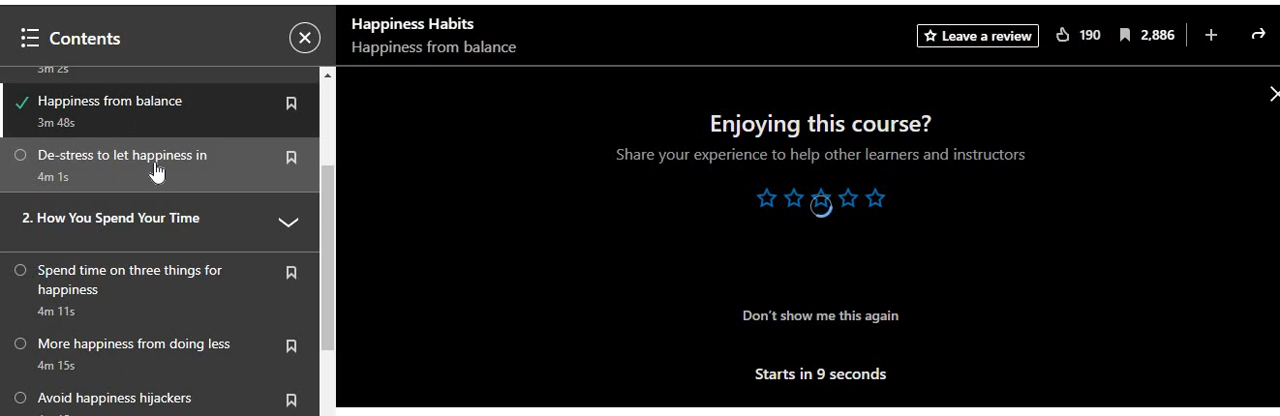 Contents
3m 2s
Happiness from balance
3m 48s
De-stress to let happiness in
4m 1s
2. How You Spend Your Time
Spend time on three things for
happiness
4m 11s
More happiness from doing less
4m 15s
Avoid happiness hijackers
Happiness Habits
Happiness from balance
Leave a review
190
2,886
Enjoying this course?
Share your experience to help other learners and instructors
Don't show me this again
Starts in 9 seconds